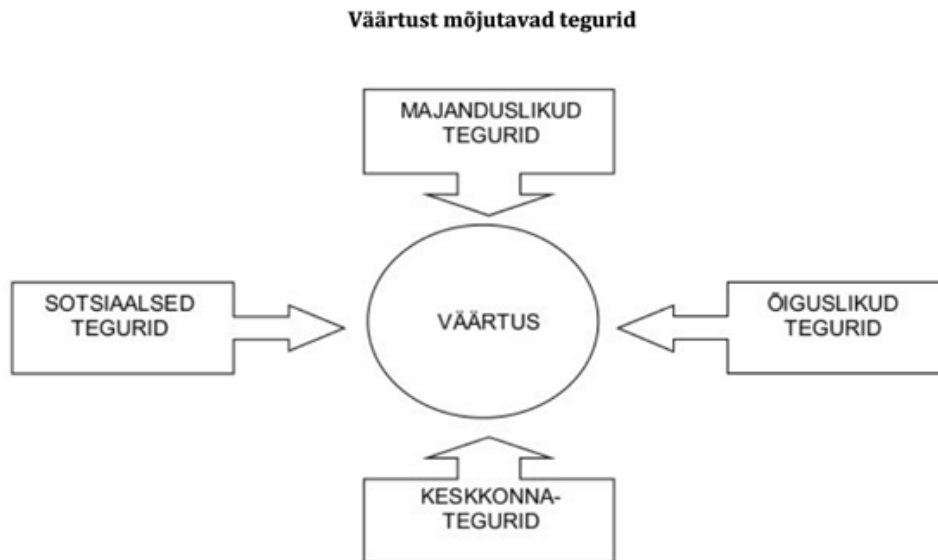 Väärtust mõjutavad tegurid
MAJANDUSLIKUD
TEGURID
SOTSIAALSED
TEGURID
VÄÄRTUS
ÕIGUSLIKUD
TEGURID
KESKKONNA-
TEGURID